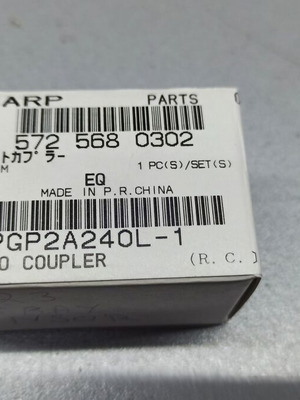 ARP PARTS
572 568 0302
トカプラー
M 1 PC(S)/SET(S)
EQ
MADE IN P.R.CHINA
PGP2A240L-1
O COUPLER (R.C.)